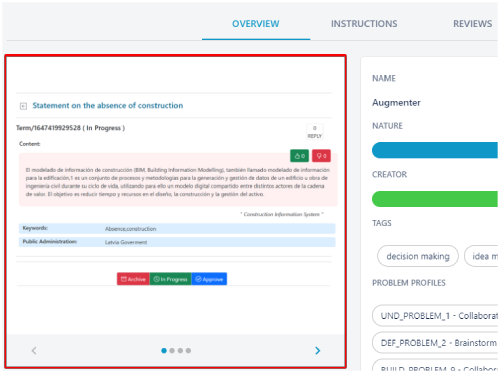 OVERVIEW INSTRUCTIONS REVIEWS
Statement on the absence of construction
Term/1647419929528 ( In Progress )
0
REPLY
Content:
0 0
El modelado de información de construcción (BIM, Building Information Modelling), también llamado modelado de información
para la edificación,1 es un conjunto de procesos y metodologías para la generación y gestión de datos de un edificio u obra de
ingeniería civil durante su ciclo de vida, utilizando para ello un modelo digital compartido entre distintos actores de la cadena
de valor. El objetivo es reducir tiempo y recursos en el diseño, la construcción y la gestión del activo.
" Construction Information System "
Keywords: Absence,construction
Public Administration: Latvia Goverment
Archive In Progress Approve
NAME
Augmenter
NATURE
CREATOR
TAGS
decision making idea m
PROBLEM PROFILES
UND_PROBLEM_1 - Collaborat
DEF_PROBLEM_2 - Brainstorm
BUILD_PROBLEM_9 - Collabor